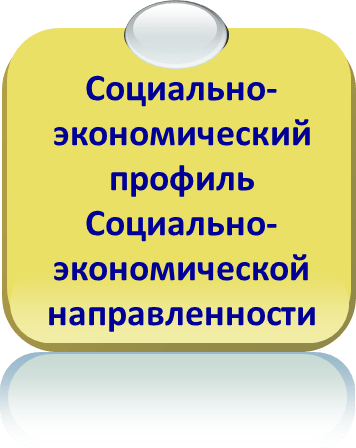 Социально-
экономический
профиль
Социально-
экономической
направленности